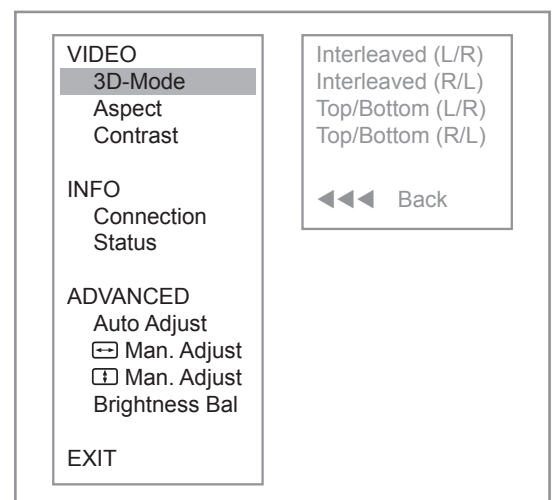 VIDEO
3D-Mode
Aspect
Contrast
INFO
Connection
Status
ADVANCED
Auto Adjust
Man. Adjust
Man. Adjust
Brightness Bal
EXIT
Interleaved (L/R)
Interleaved (R/L)
Top/Bottom (L/R)
Top/Bottom (R/L)
Back